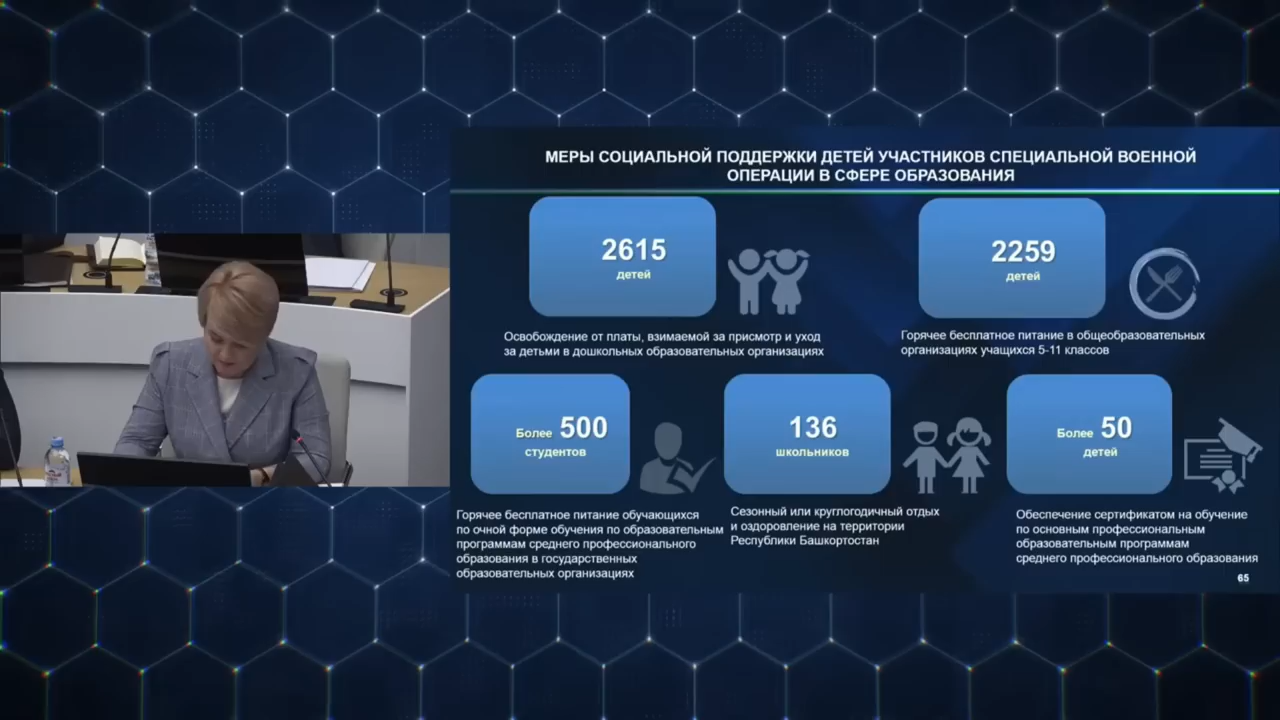 МЕРЫ СОЦИАЛЬНОЙ ПОДДЕРЖКИ ДЕТЕЙ УЧАСТНИКОВ СПЕЦИАЛЬНОЙ ВОЕННОЙ
ОПЕРАЦИИ В СФЕРЕ ОБРАЗОВАНИЯ
2615
детей
Освобождение от платы, взимаемой за присмотр и уход
за детьми в дошкольных образовательных организациях
2259
детей
Горячее бесплатное питание в общеобразовательных
организациях учащихся 5-11 классов
Более 500
студентов
Горячее бесплатное питание обучающихся
по очной форме обучения по образовательным
программам среднего профессионального
образования в государственных
образовательных организациях
136
школьников
Сезонный или круглогодичный отдых
и оздоровление на территории
Республики Башкортостан
Более 50
детей
Обеспечение сертификатом на обучение
по основным профессиональным
образовательным программам
среднего профессионального образования
65